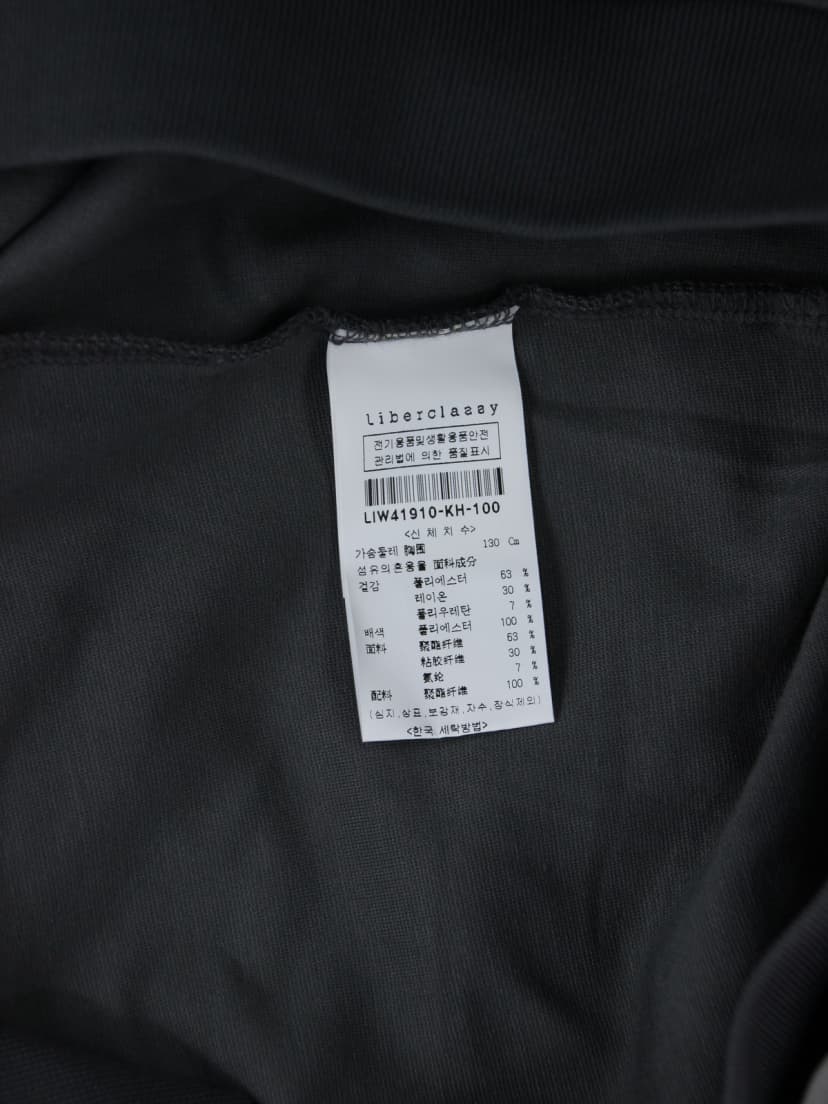 Liberclassy
전기용품및생활용품안전
관리법에 의한 품질표시
LIW41910-KH-100
<신 체 치 수>
가슴둘레 胸围 130 Cm
섬유의혼용율 面料成分
겉감 폴리에스터 63 %
레이온 30 %
폴리우레탄 7 %
배색 폴리에스터 100 %
面料 聚酯纤维 63 %
粘胶纤维 30 %
氨纶 7 %
配料 聚酯纤维 100 %
(심지,상표,보강재,자수,장식제외)
<한국 세탁방법>